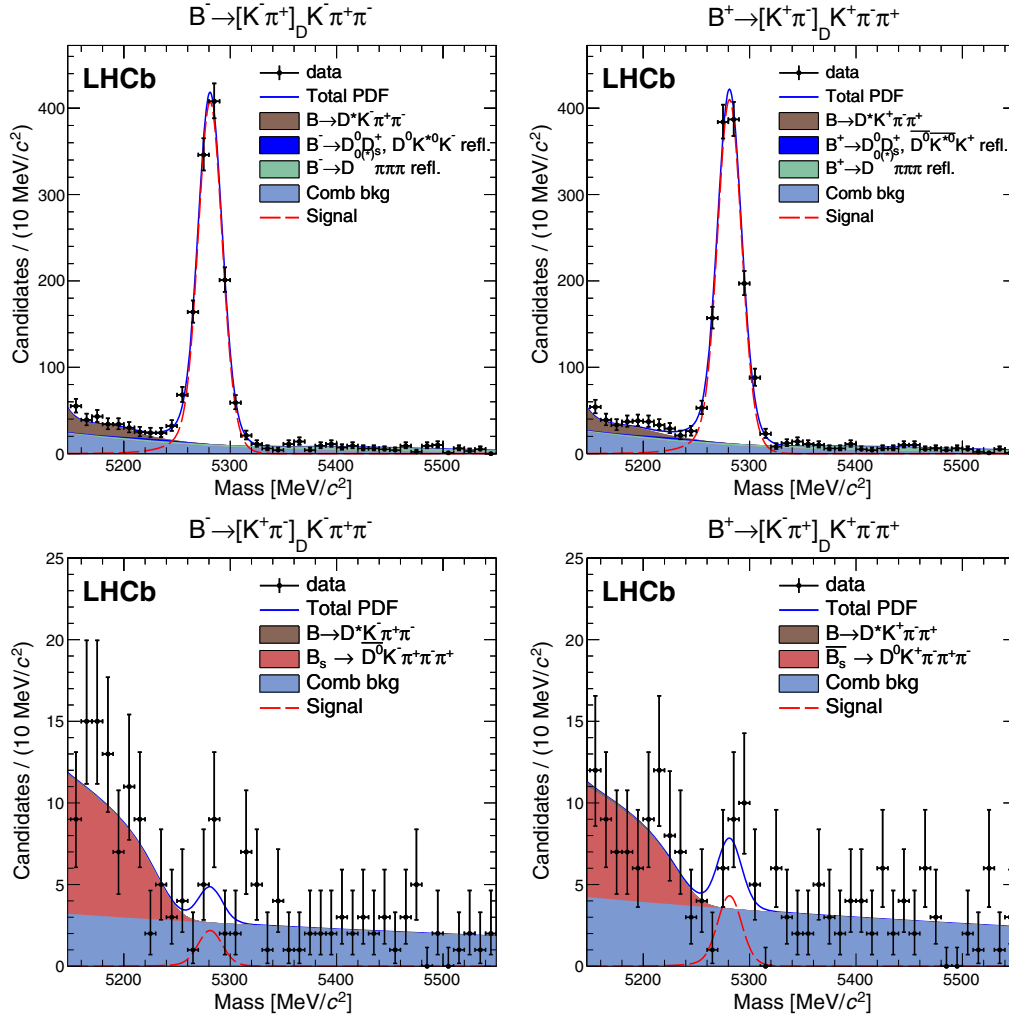 B⁻→[K⁻π⁺]_D K⁻π⁺π⁻
LHCb
data
Total PDF
B→D*K⁻π⁺π⁻
B⁻→D⁰D_s⁺, D⁰K*⁰K⁻ refl.
B⁻→D^0(*) πππ refl.
Comb bkg
Signal
Candidates / (10 MeV/c²)
0
100
200
300
400
5200
5300
5400
5500
Mass [MeV/c²]
B⁺→[K⁺π⁻]_D K⁺π⁻π⁺
LHCb
data
Total PDF
B→D*K⁺π⁻π⁺
B⁺→D⁰D_s⁺, D̅⁰K̅*⁰K⁺ refl.
B⁺→D^0(*) πππ refl.
Comb bkg
Signal
Candidates / (10 MeV/c²)
0
100
200
300
400
5200
5300
5400
5500
Mass [MeV/c²]
B⁻→[K⁺π⁻]_D K⁻π⁺π⁻
LHCb
data
Total PDF
B→D*K⁻π⁺π⁻
B_s → D̅⁰K⁻π⁺π⁻π⁺
Comb bkg
Signal
Candidates / (10 MeV/c²)
0
5
10
15
20
25
5200
5300
5400
5500
Mass [MeV/c²]
B⁺→[K⁻π⁺]_D K⁺π⁻π⁺
LHCb
data
Total PDF
B→D*K⁺π⁻π⁺
B̅_s → D⁰K⁺π⁻π⁺π⁻
Comb bkg
Signal
Candidates / (10 MeV/c²)
0
5
10
15
20
25
5200
5300
5400
5500
Mass [MeV/c²]